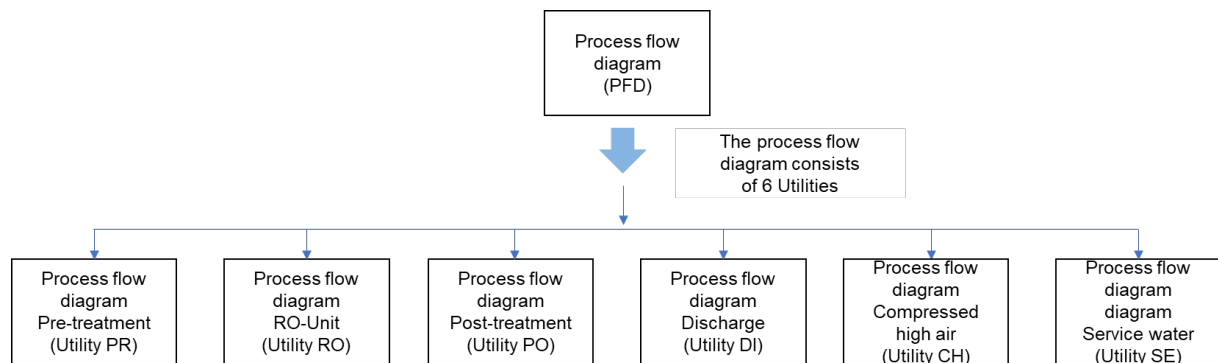 Process flow
diagram
(PFD)
The process flow
diagram consists
of 6 Utilities
Process flow
diagram
Pre-treatment
(Utility PR)
Process flow
diagram
RO-Unit
(Utility RO)
Process flow
diagram
Post-treatment
(Utility PO)
Process flow
diagram
Discharge
(Utility DI)
Process flow
diagram
Compressed
high air
(Utility CH)
Process flow
diagram
diagram
Service water
(Utility SE)